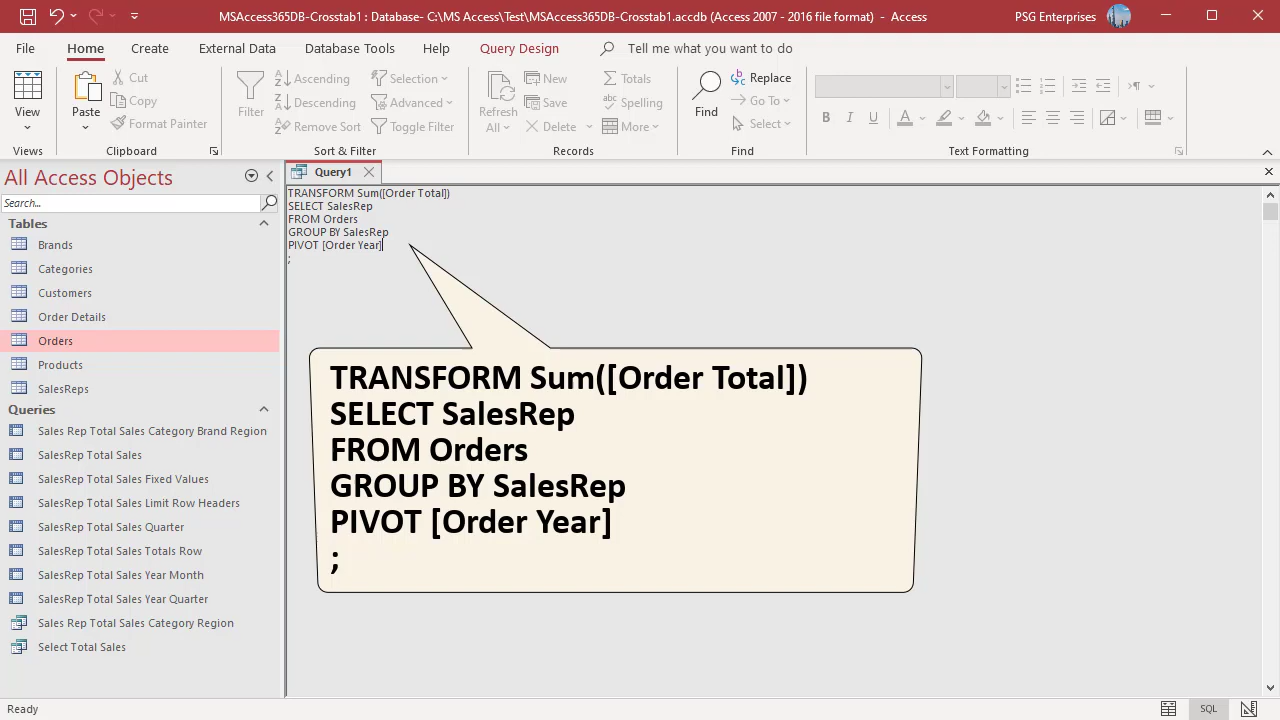 MSAccess365DB-Crosstab1 : Database- C:\MS Access\Test\MSAccess365DB-Crosstab1.accdb (Access 2007 - 2016 file format) - Access
PSG Enterprises
File Home Create External Data Database Tools Help Query Design Tell me what you want to do
View
Views
Paste
Cut
Copy
Format Painter
Clipboard
Filter
Ascending
Descending
Remove Sort
Selection
Advanced
Toggle Filter
Sort & Filter
Refresh
All
New
Save
Delete
Totals
Spelling
More
Records
Find
Replace
Go To
Select
Find
B I U A
Text Formatting
All Access Objects
Search...
Tables
Brands
Categories
Customers
Order Details
Orders
Products
SalesReps
Queries
Sales Rep Total Sales Category Brand Region
SalesRep Total Sales
SalesRep Total Sales Fixed Values
SalesRep Total Sales Limit Row Headers
SalesRep Total Sales Quarter
SalesRep Total Sales Totals Row
SalesRep Total Sales Year Month
SalesRep Total Sales Year Quarter
Sales Rep Total Sales Category Region
Select Total Sales
Query1
TRANSFORM Sum([Order Total])
SELECT SalesRep
FROM Orders
GROUP BY SalesRep
PIVOT [Order Year]
;
TRANSFORM Sum([Order Total])
SELECT SalesRep
FROM Orders
GROUP BY SalesRep
PIVOT [Order Year]
;
Ready
SQL